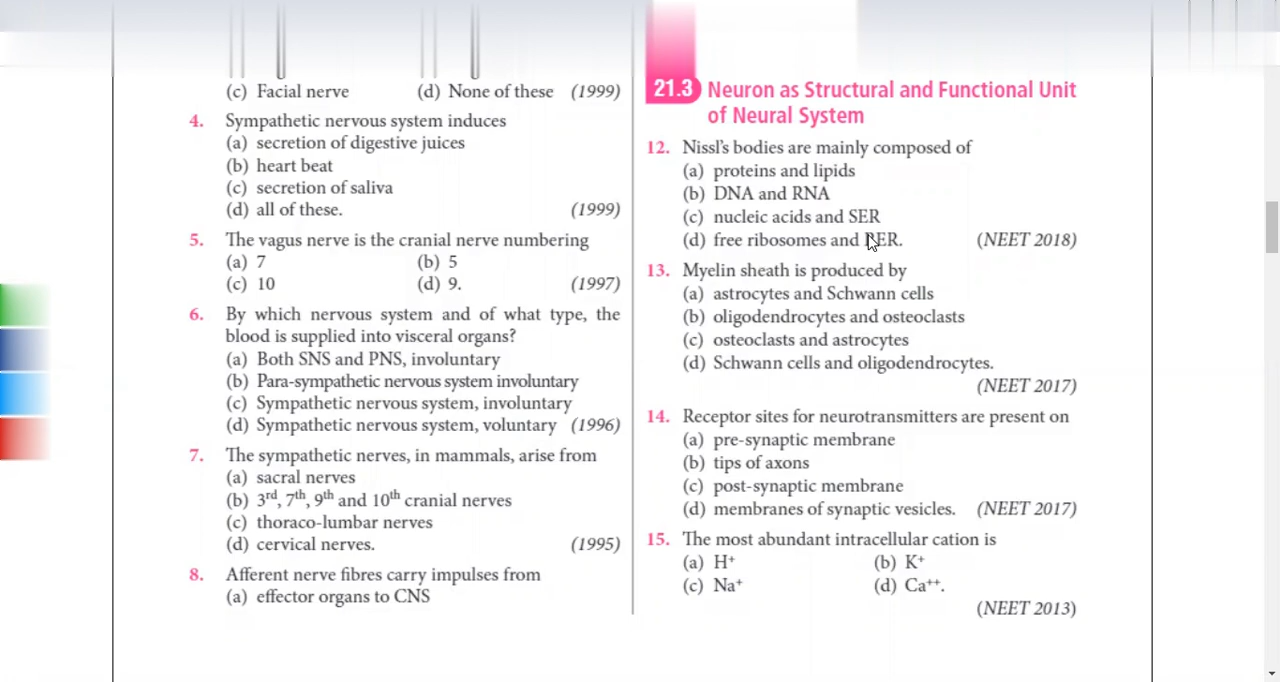 (c) Facial nerve (d) None of these (1999)
4. Sympathetic nervous system induces
(a) secretion of digestive juices
(b) heart beat
(c) secretion of saliva
(d) all of these. (1999)
5. The vagus nerve is the cranial nerve numbering
(a) 7 (b) 5
(c) 10 (d) 9. (1997)
6. By which nervous system and of what type, the
blood is supplied into visceral organs?
(a) Both SNS and PNS, involuntary
(b) Para-sympathetic nervous system involuntary
(c) Sympathetic nervous system, involuntary
(d) Sympathetic nervous system, voluntary (1996)
7. The sympathetic nerves, in mammals, arise from
(a) sacral nerves
(b) 3rd, 7th, 9th and 10th cranial nerves
(c) thoraco-lumbar nerves
(d) cervical nerves. (1995)
8. Afferent nerve fibres carry impulses from
(a) effector organs to CNS
21.3 Neuron as Structural and Functional Unit
of Neural System
12. Nissl's bodies are mainly composed of
(a) proteins and lipids
(b) DNA and RNA
(c) nucleic acids and SER
(d) free ribosomes and RER. (NEET 2018)
13. Myelin sheath is produced by
(a) astrocytes and Schwann cells
(b) oligodendrocytes and osteoclasts
(c) osteoclasts and astrocytes
(d) Schwann cells and oligodendrocytes.
(NEET 2017)
14. Receptor sites for neurotransmitters are present on
(a) pre-synaptic membrane
(b) tips of axons
(c) post-synaptic membrane
(d) membranes of synaptic vesicles. (NEET 2017)
15. The most abundant intracellular cation is
(a) H⁺ (b) K⁺
(c) Na⁺ (d) Ca⁺⁺.
(NEET 2013)